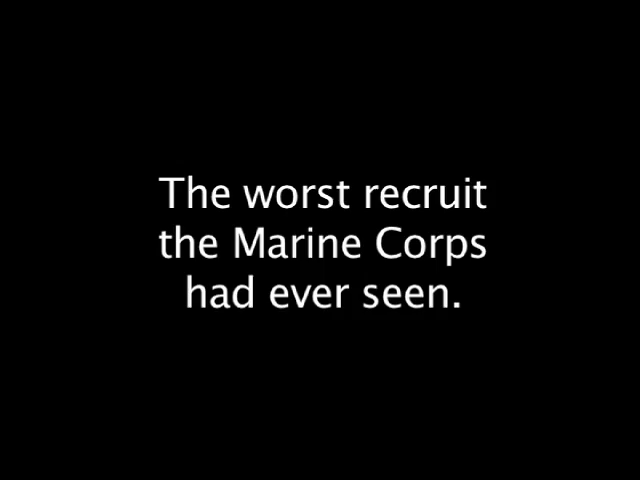 The worst recruit
the Marine Corps
had ever seen.